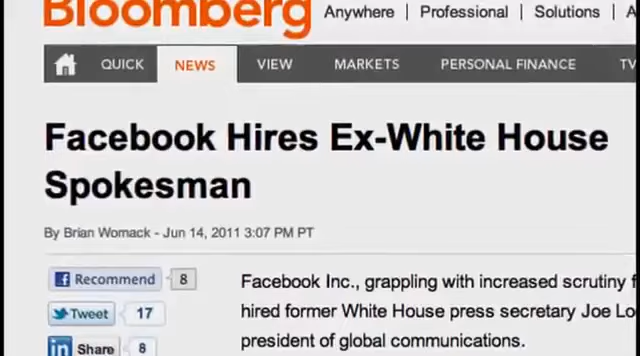 Bloomberg
Anywhere | Professional | Solutions |
QUICK NEWS VIEW MARKETS PERSONAL FINANCE TV
Facebook Hires Ex-White House
Spokesman
By Brian Womack - Jun 14, 2011 3:07 PM PT
Recommend 8
Facebook Inc., grappling with increased scrutiny
Tweet 17
hired former White House press secretary Joe
in Share 8
president of global communications.